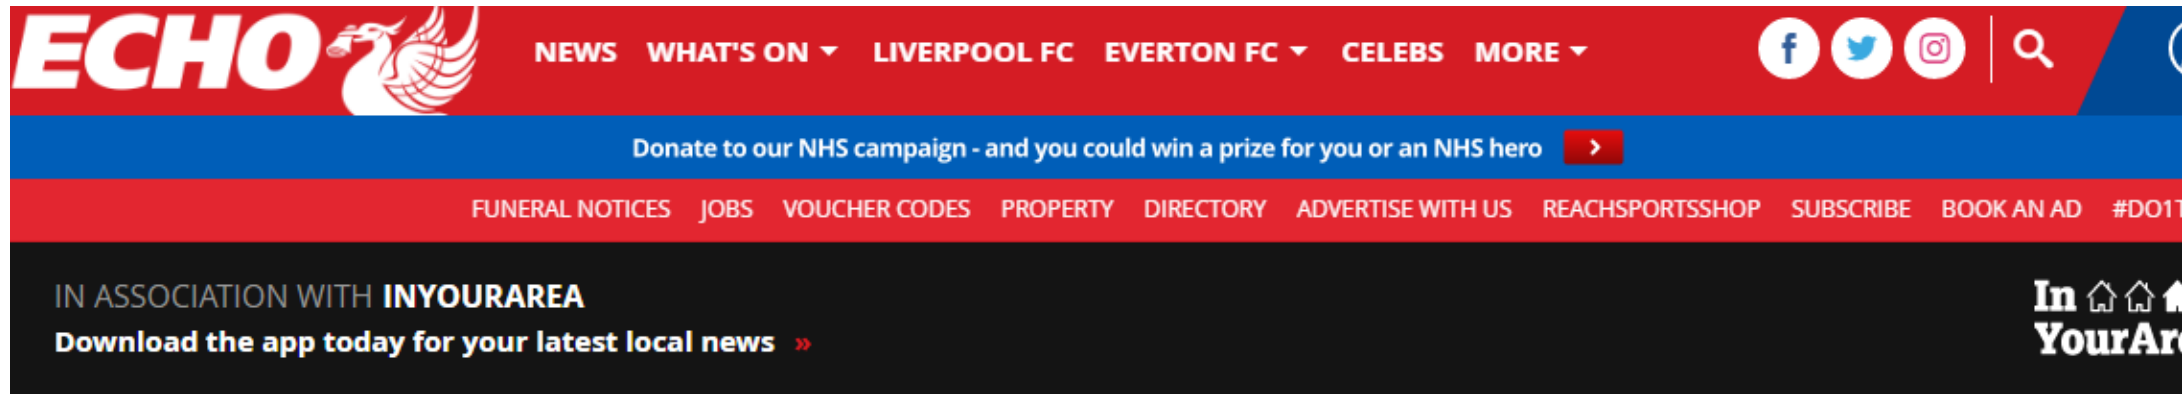 ECHO NEWS WHAT'S ON LIVERPOOL FC EVERTON FC CELEBS MORE
Donate to our NHS campaign - and you could win a prize for you or an NHS hero
FUNERAL NOTICES JOBS VOUCHER CODES PROPERTY DIRECTORY ADVERTISE WITH US REACHSPORTSSHOP SUBSCRIBE BOOK AN AD
IN ASSOCIATION WITH INYOURAREA
Download the app today for your latest local news »
In